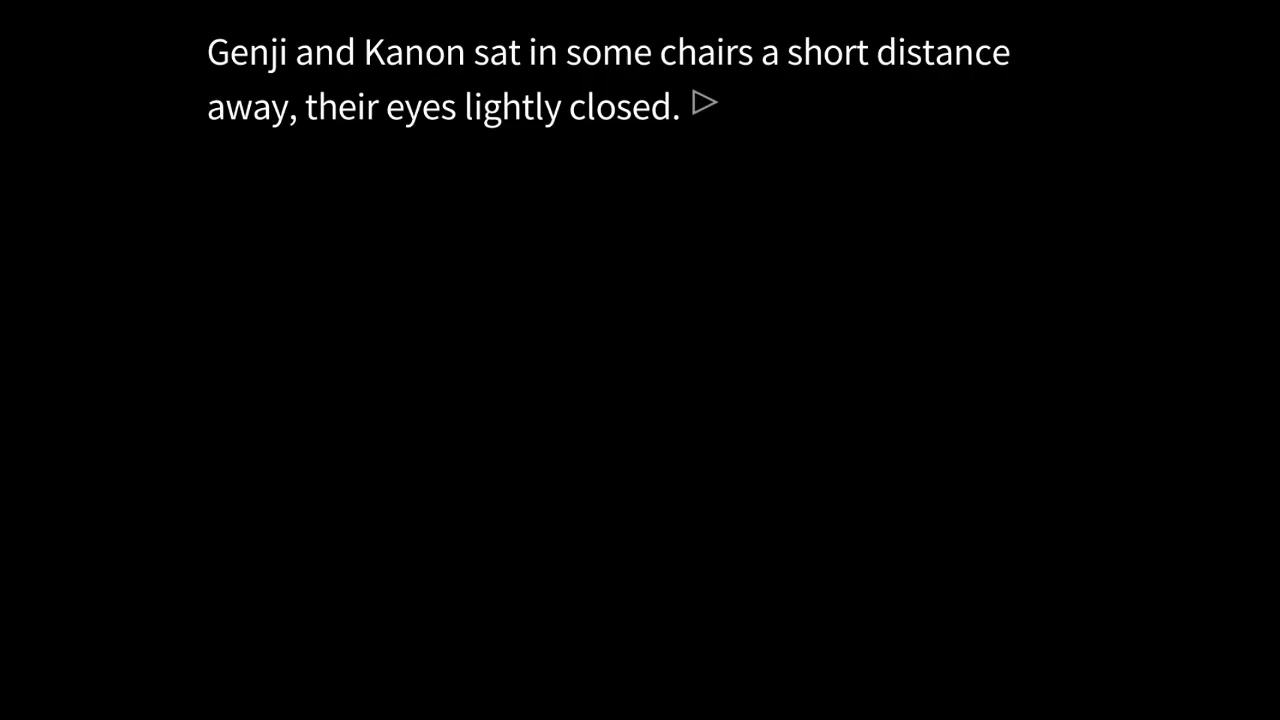 Genji and Kanon sat in some chairs a short distance
away, their eyes lightly closed.